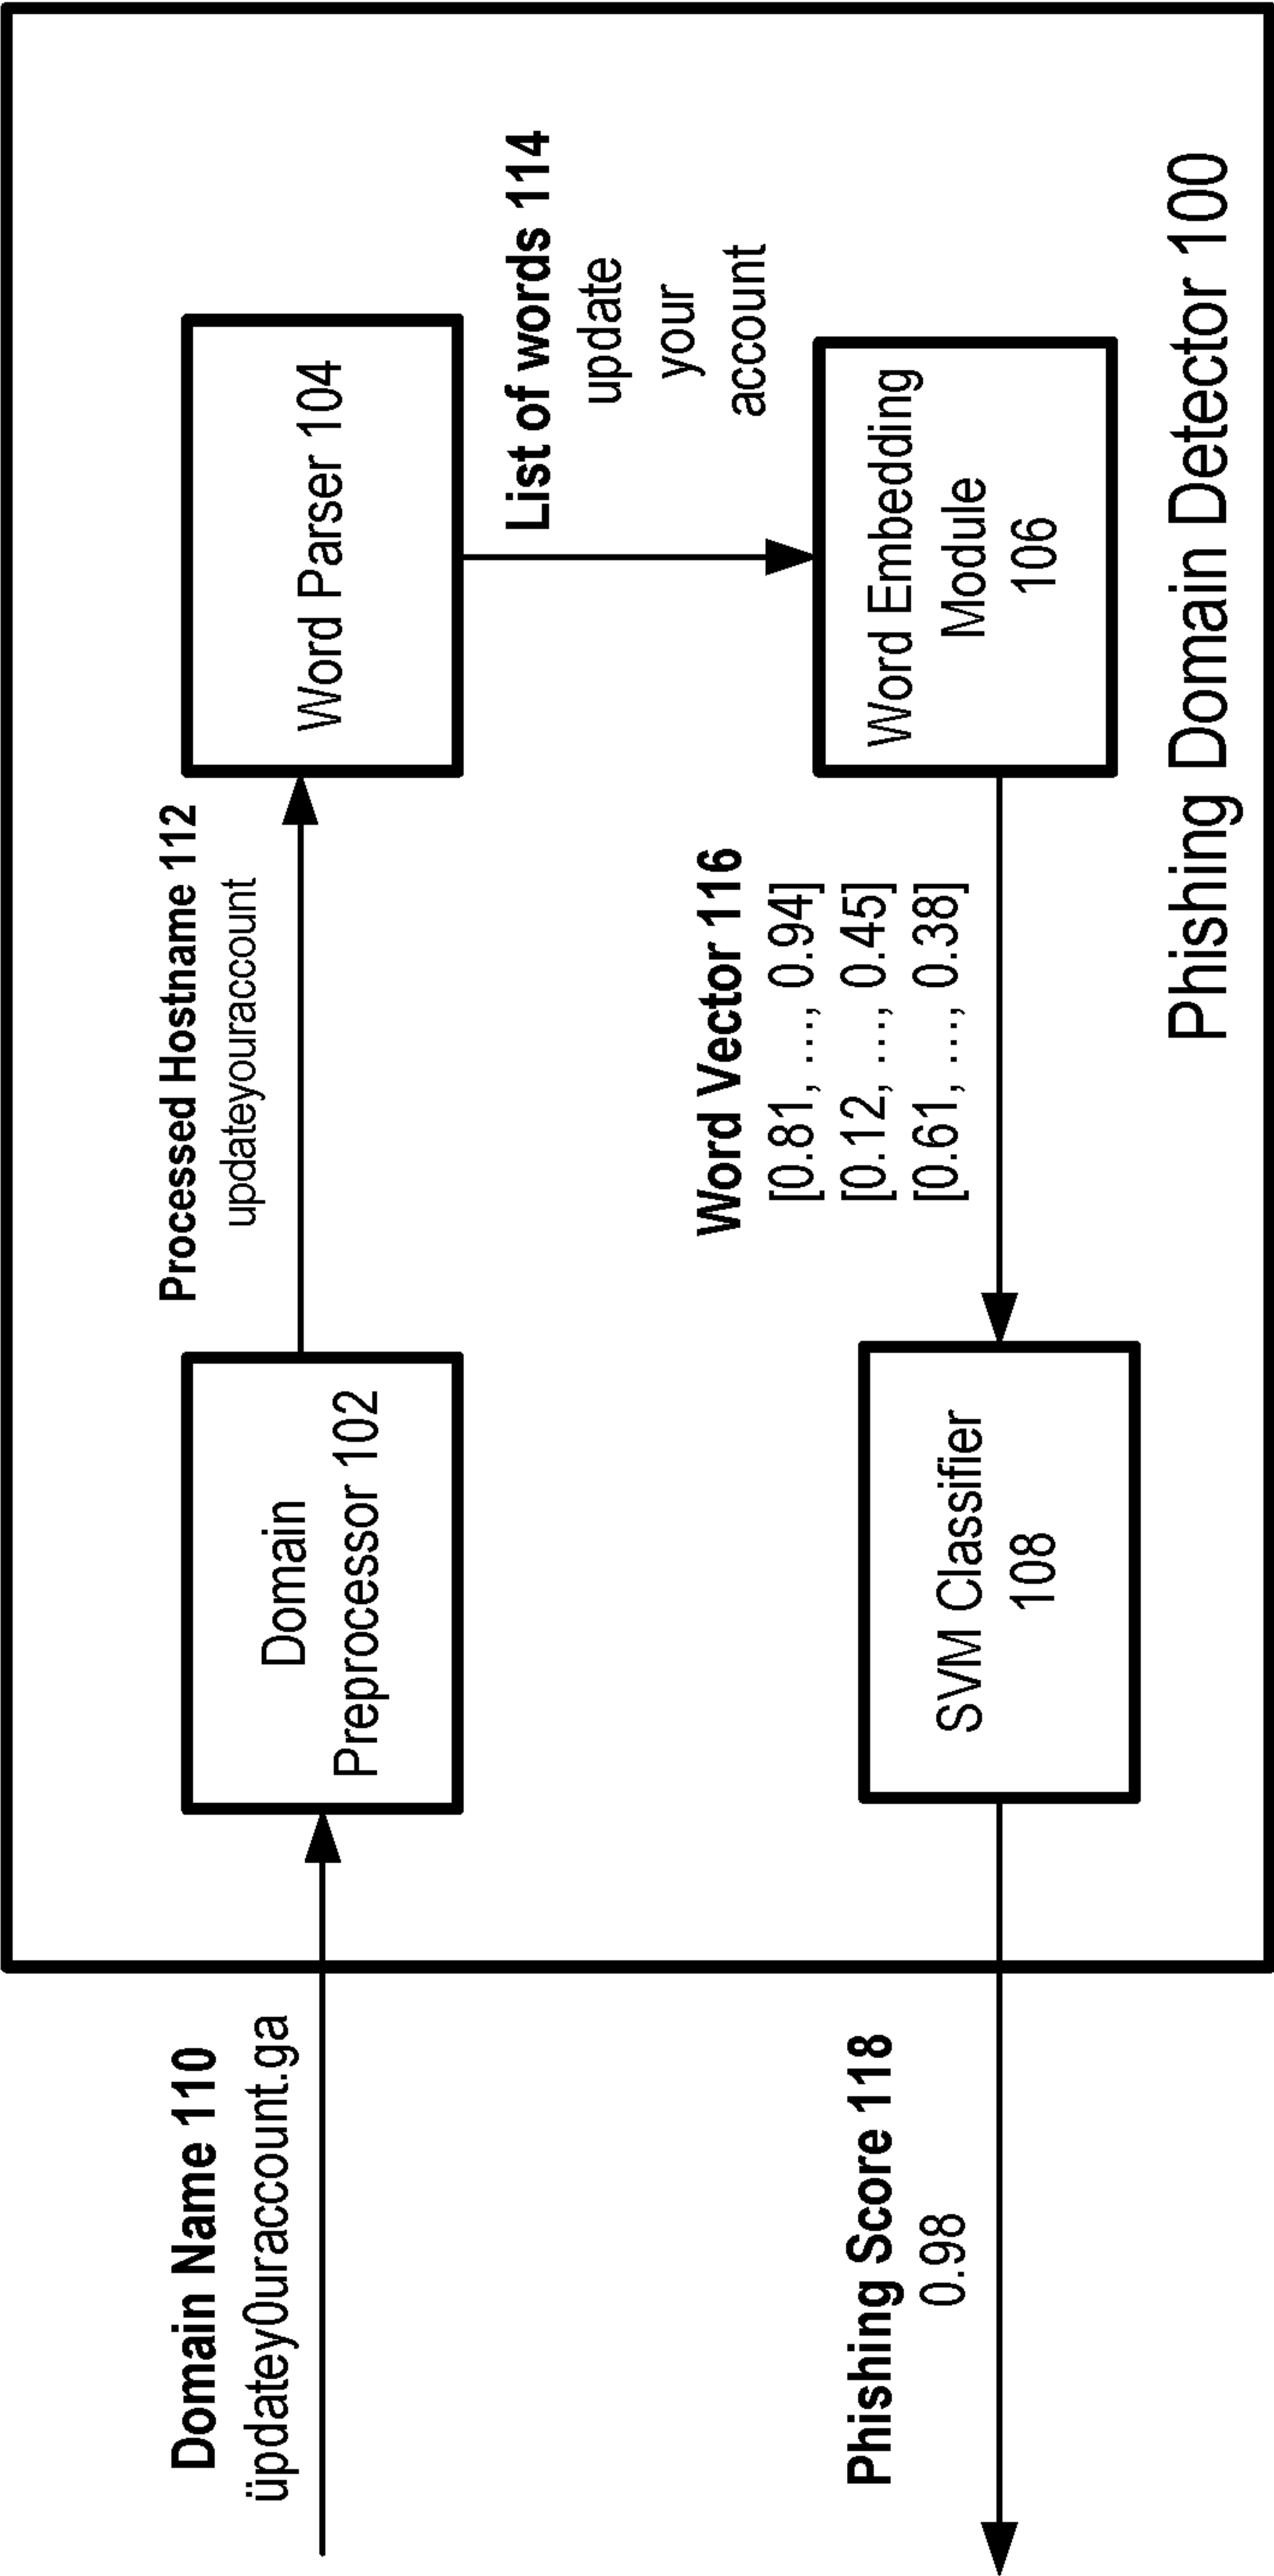 Domain Name 110
üpdatey0uraccount.ga
Domain
Preprocessor 102
Processed Hostname 112
updateyouraccount
Word Parser 104
List of words 114
update
your
account
Word Embedding
Module
106
Word Vector 116
[0.81, ..., 0.94]
[0.12, ..., 0.45]
[0.61, ..., 0.38]
SVM Classifier
108
Phishing Score 118
0.98
Phishing Domain Detector 100